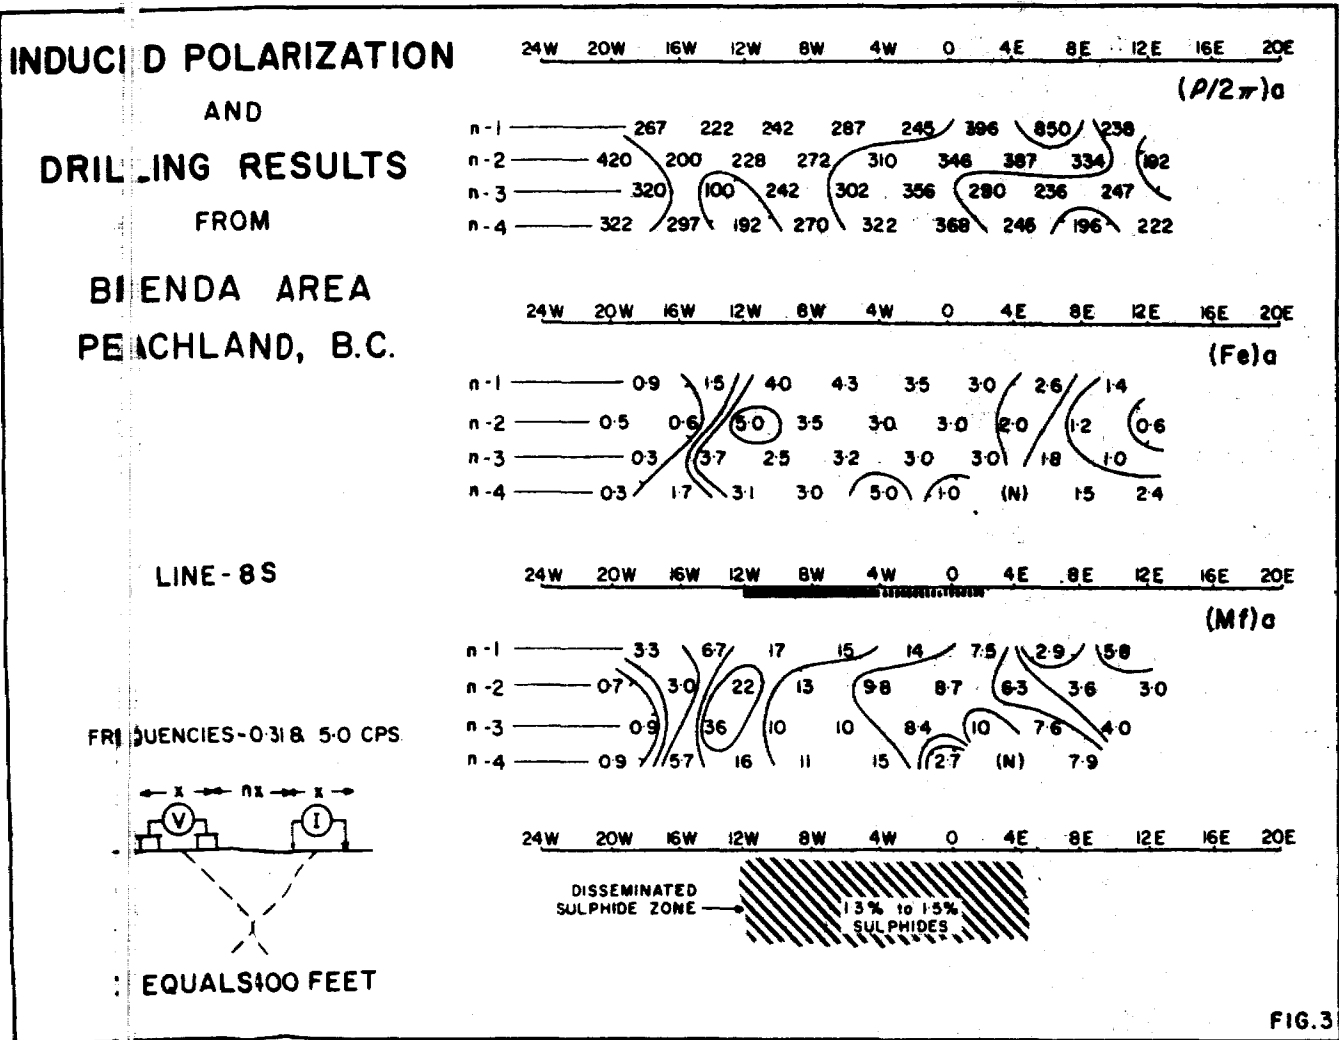 INDUCED POLARIZATION
AND
DRILLING RESULTS
FROM
BRENDA AREA
PEACHLAND, B.C.
LINE-8S
FREQUENCIES-0·31 & 5·0 CPS
x nx x
V I
EQUALS 400 FEET
24W 20W 16W 12W 8W 4W 0 4E 8E 12E 16E 20E
(ρ/2π)a
n-1 267 222 242 287 245 396 850 238
n-2 420 200 228 272 310 346 387 334 192
n-3 320 100 242 302 356 280 236 247
n-4 322 297 192 270 322 368 246 196 222
24W 20W 16W 12W 8W 4W 0 4E 8E 12E 16E 20E
(Fe)a
n-1 0·9 1·5 4·0 4·3 3·5 3·0 2·6 1·4
n-2 0·5 0·6 5·0 3·5 3·0 3·0 2·0 1·2 0·6
n-3 0·3 3·7 2·5 3·2 3·0 3·0 1·8 1·0
n-4 0·3 1·7 3·1 3·0 5·0 1·0 (N) 1·5 2·4
24W 20W 16W 12W 8W 4W 0 4E 8E 12E 16E 20E
(Mf)a
n-1 3·3 6·7 17 15 14 7·5 2·9 5·8
n-2 0·7 3·0 22 13 9·8 8·7 6·3 3·6 3·0
n-3 0·9 36 10 10 8·4 10 7·6 4·0
n-4 0·9 5·7 16 11 15 2·7 (N) 7·9
24W 20W 16W 12W 8W 4W 0 4E 8E 12E 16E 20E
DISSEMINATED
SULPHIDE ZONE
1·3% to 1·5%
SULPHIDES
FIG.3